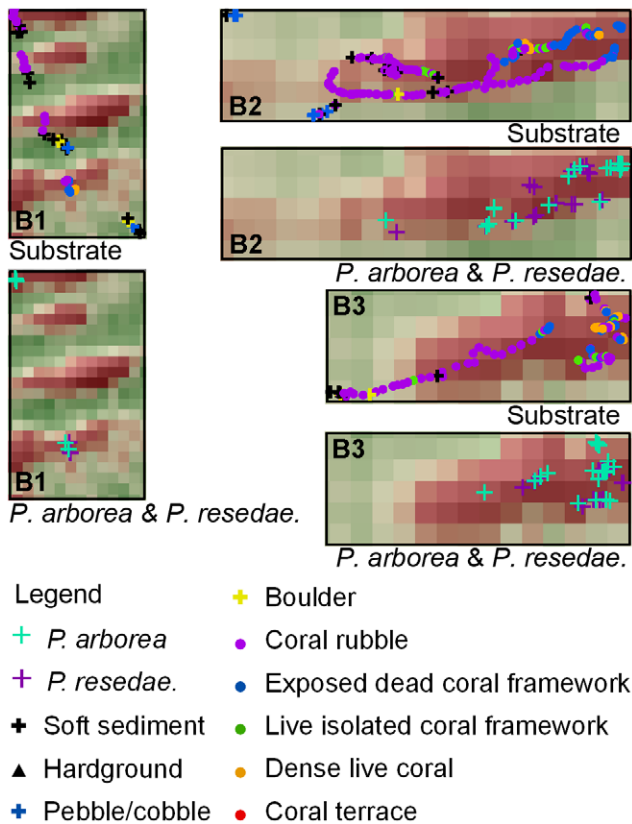 B1
Substrate
B2
Substrate
B2
P. arborea & P. resedae.
B1
P. arborea & P. resedae.
B3
Substrate
B3
P. arborea & P. resedae.
Legend
P. arborea
P. resedae.
Soft sediment
Hardground
Pebble/cobble
Boulder
Coral rubble
Exposed dead coral framework
Live isolated coral framework
Dense live coral
Coral terrace